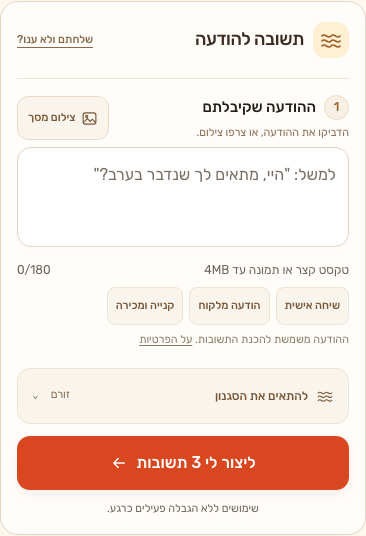 תשובה להודעה
שלחתם ולא ענו?
1
ההודעה שקיבלתם
הדביקו את ההודעה, או צרפו צילום.
צילום מסך
למשל: "היי, מתאים לך שנדבר בערב?"
טקסט קצר או תמונה עד 4MB
0/180
שיחה אישית
הודעה מלקוח
קנייה ומכירה
ההודעה משמשת להכנת התשובות. על הפרטיות
להתאים את הסגנון
זורם
ליצור לי 3 תשובות ←
שימושים ללא הגבלה פעילים כרגע.